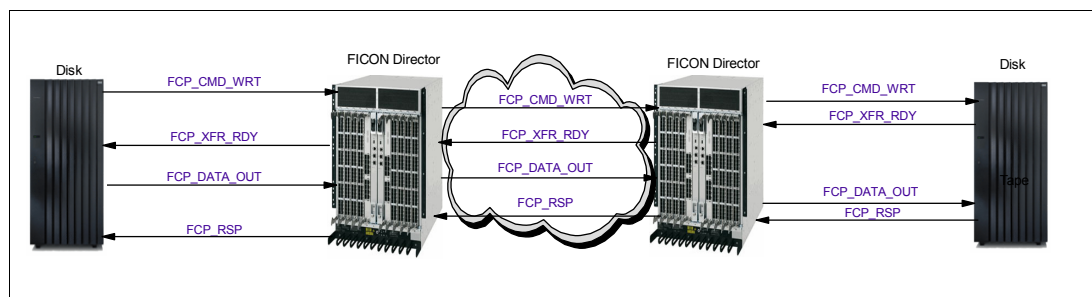 FICON Director
FICON Director
Disk
Disk
FCP_CMD_WRT
FCP_CMD_WRT
FCP_CMD_WRT
FCP_XFR_RDY
FCP_XFR_RDY
FCP_XFR_RDY
FCP_DATA_OUT
FCP_DATA_OUT
Tape
FCP_DATA_OUT
FCP_RSP
FCP_RSP
FCP_RSP